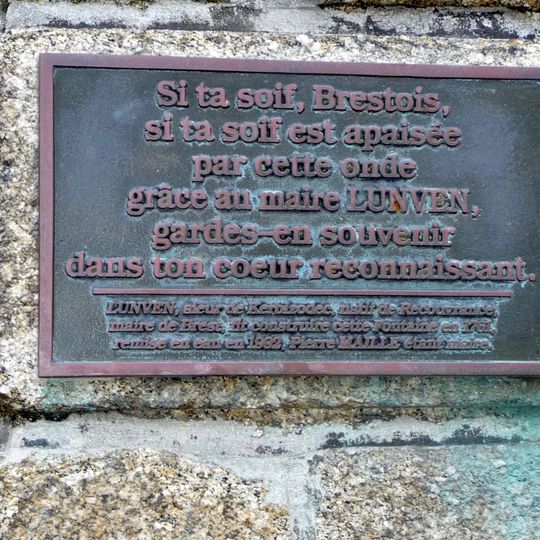 Si ta soif, Brestois,
si ta soif est apaisée
par cette onde
grâce au maire LUNVEN,
gardes-en souvenir
dans ton coeur reconnaissant.
LUNVEN, sieur de Kerbizodec, natif de Recouvrance,
maire de Brest, fit construire cette Fontaine en 1761,
remise en eau en 1982, Pierre MAILLE étant maire.